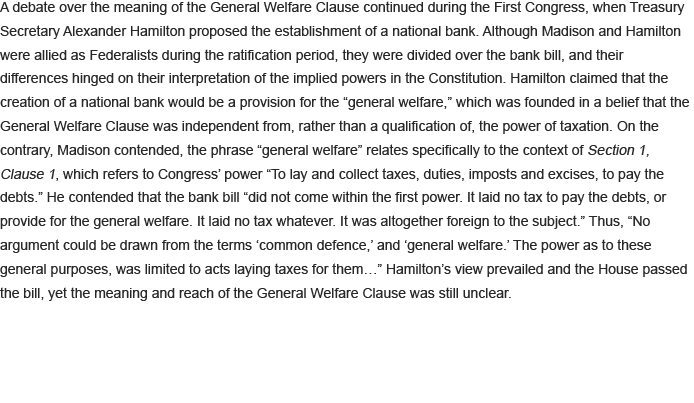 A debate over the meaning of the General Welfare Clause continued during the First Congress, when Treasury
Secretary Alexander Hamilton proposed the establishment of a national bank. Although Madison and Hamilton
were allied as Federalists during the ratification period, they were divided over the bank bill, and their
differences hinged on their interpretation of the implied powers in the Constitution. Hamilton claimed that the
creation of a national bank would be a provision for the “general welfare,” which was founded in a belief that the
General Welfare Clause was independent from, rather than a qualification of, the power of taxation. On the
contrary, Madison contended, the phrase “general welfare” relates specifically to the context of Section 1,
Clause 1, which refers to Congress’ power “To lay and collect taxes, duties, imposts and excises, to pay the
debts.” He contended that the bank bill “did not come within the first power. It laid no tax to pay the debts, or
provide for the general welfare. It laid no tax whatever. It was altogether foreign to the subject.” Thus, “No
argument could be drawn from the terms ‘common defence,’ and ‘general welfare.’ The power as to these
general purposes, was limited to acts laying taxes for them…” Hamilton’s view prevailed and the House passed
the bill, yet the meaning and reach of the General Welfare Clause was still unclear.